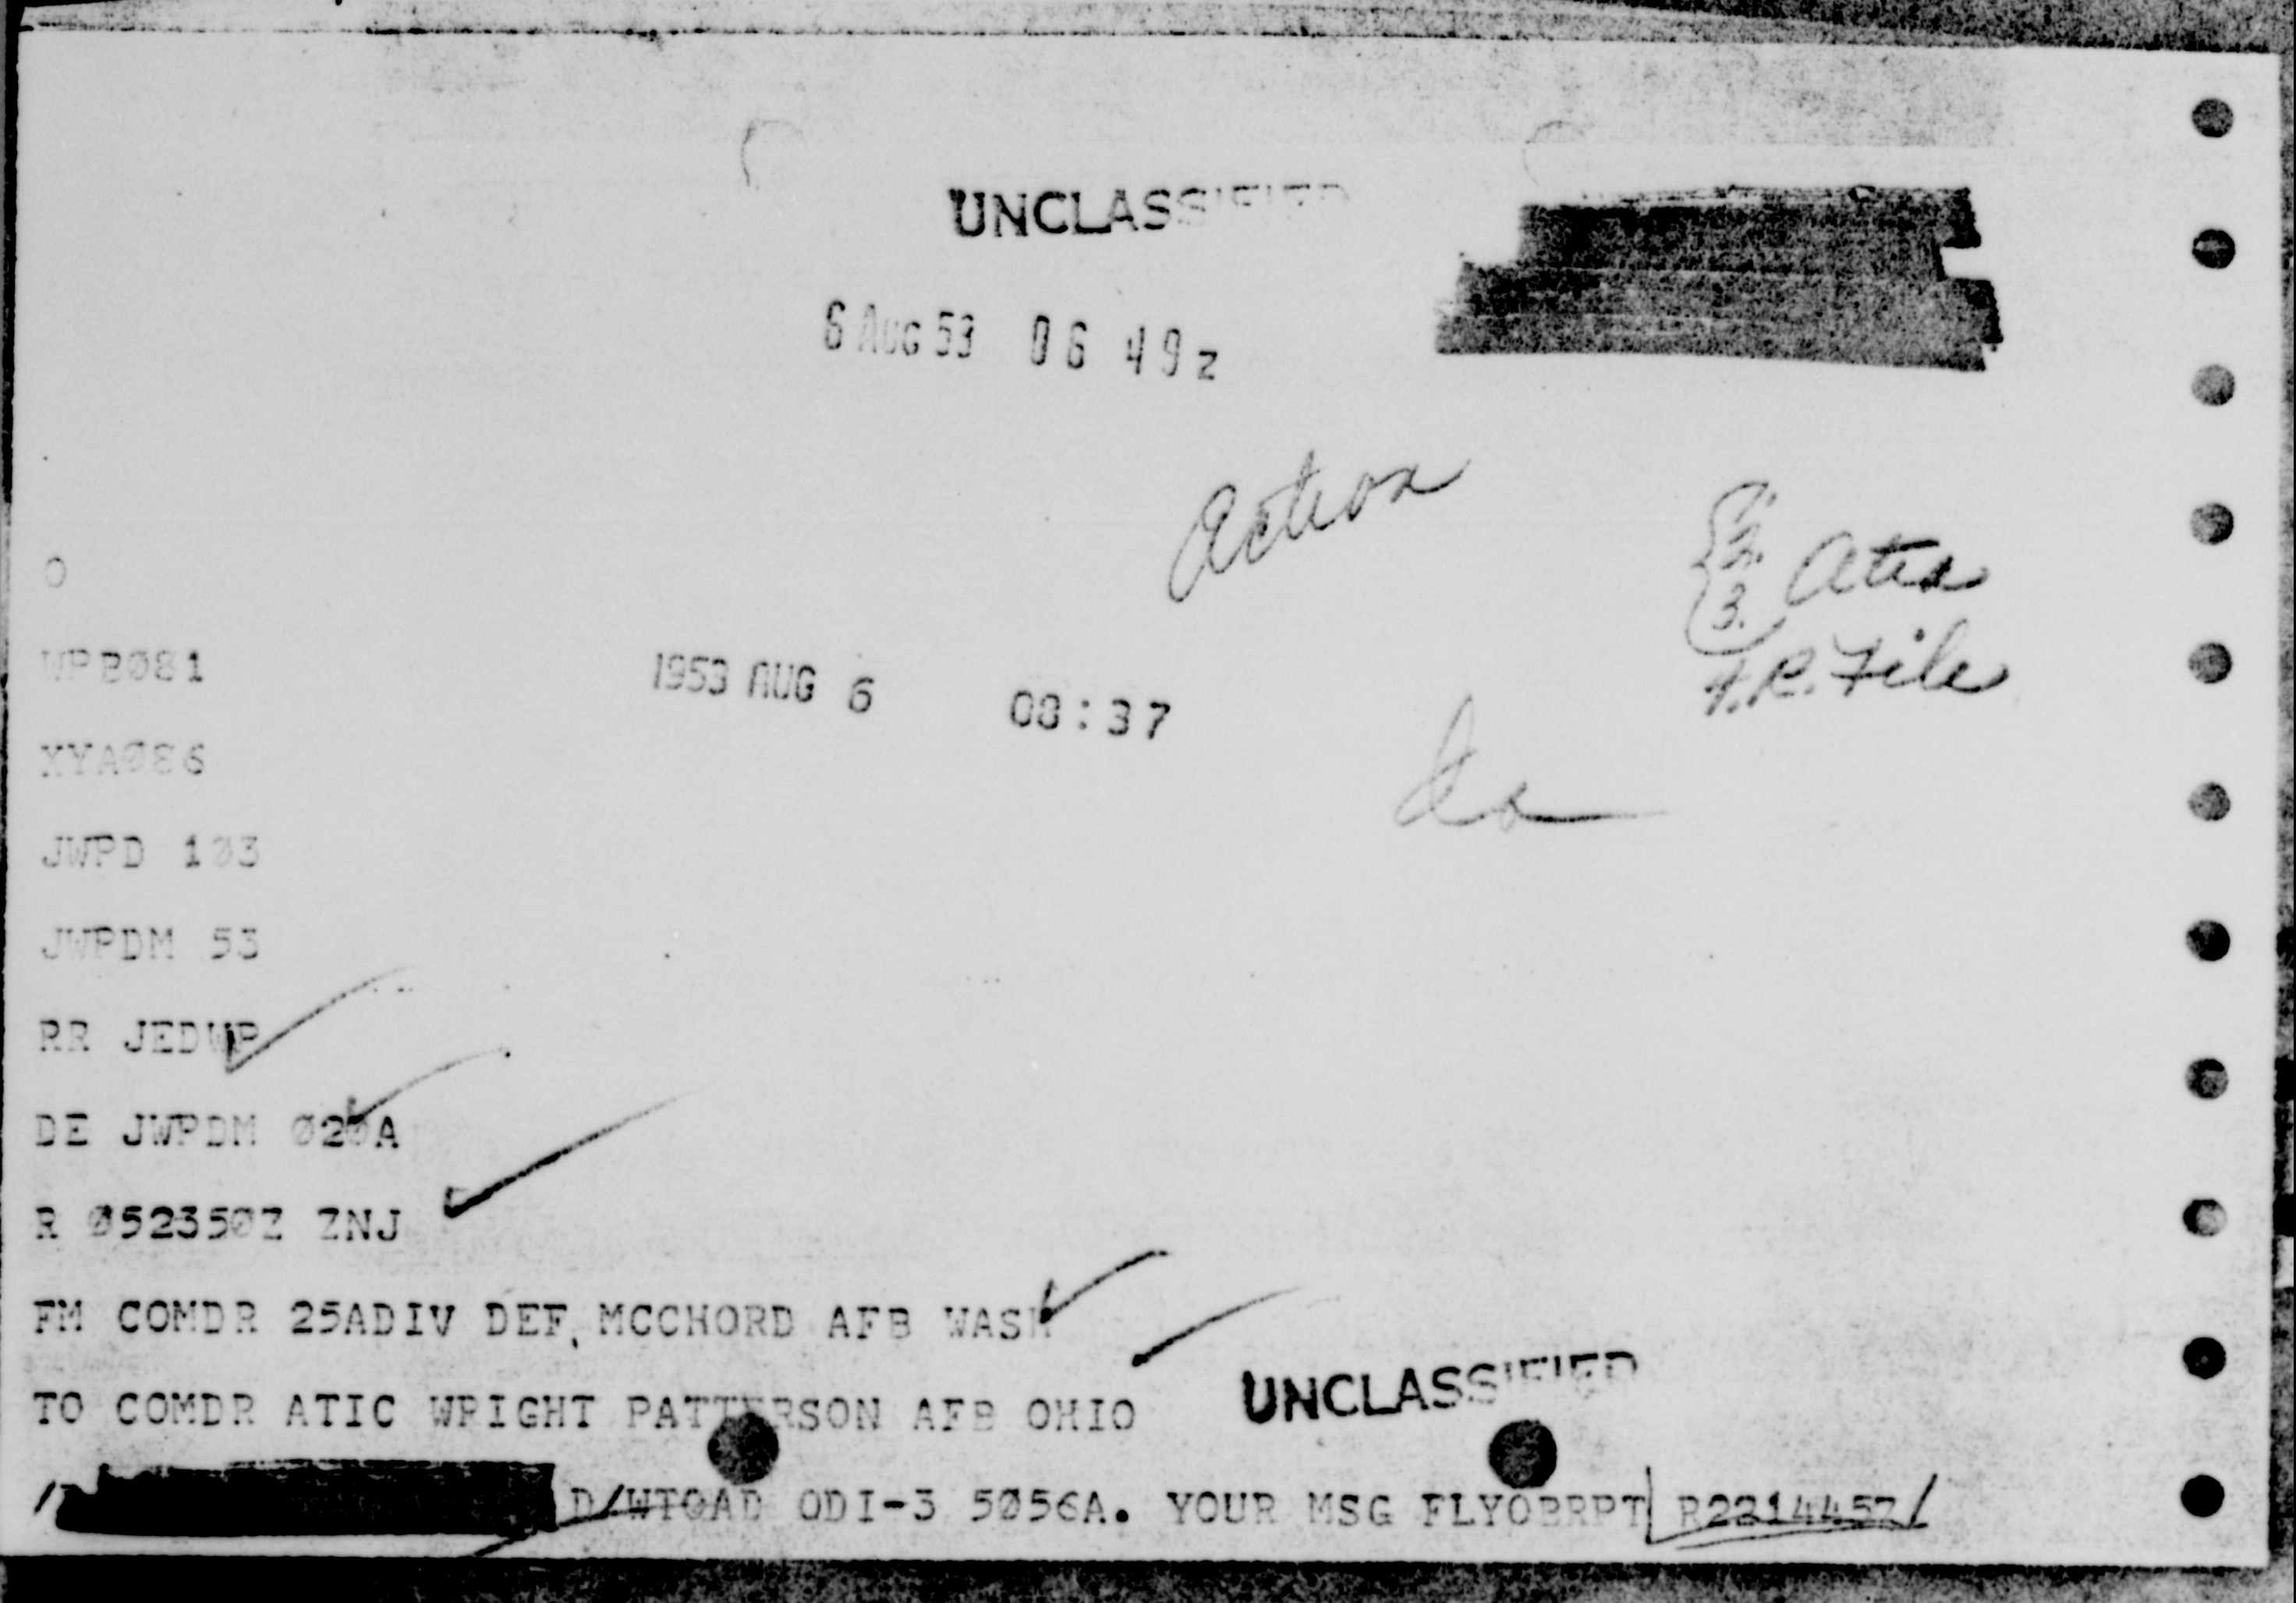 UNCLASSIFIED
6 AUG 53 06 49z
Action
2.
3.
F.R. File
O
WPB081
1953 AUG 6 08:37
XYA086
JWPD 103
JWPDM 53
RR JEDWP
DE JWPDM 020A
R 052350Z ZNJ
FM COMDR 25ADIV DEF, MCCHORD AFB WASH
TO COMDR ATIC WRIGHT PATTERSON AFB OHIO
UNCLASSIFIED
D/WTOAD ODI-3 5056A. YOUR MSG FLYOBRPT R221445Z/